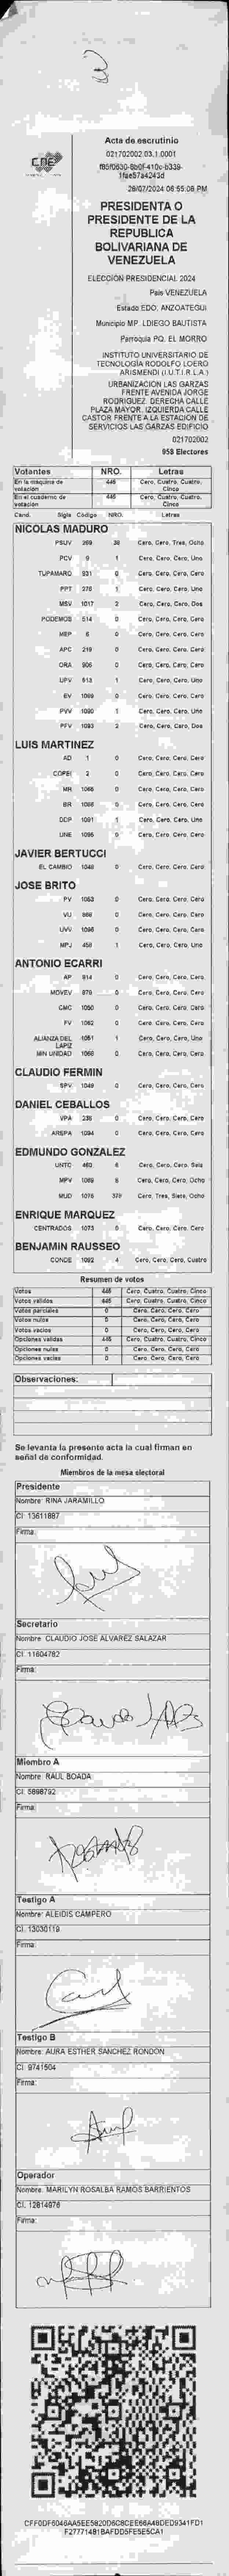 3
Acta de escrutinio
021702002.03.1.0001
28/07/2024 06:55:08 PM
CNE
PRESIDENTA O
PRESIDENTE DE LA
REPUBLICA
BOLIVARIANA DE
VENEZUELA
ELECCIÓN PRESIDENCIAL 2024
País VENEZUELA
Estado EDO. ANZOATEGUI
Municipio MP. LDIEGO BAUTISTA
Parroquia PQ. EL MORRO
INSTITUTO UNIVERSITARIO DE
TECNOLOGÍA RODOLFO LOERO
ARISMENDI (I.U.T.I.R.L.A.)
URBANIZACIÓN LAS GARZAS
FRENTE AVENIDA JORGE
RODRIGUEZ. DERECHA CALLE
PLAZA MAYOR. IZQUIERDA CALLE
CASTOR FRENTE A LA ESTACIÓN DE
SERVICIOS LAS GARZAS EDIFICIO
021702002
958 Electores
Votantes NRO. Letras
En la máquina de votación 445 Cero, Cuatro, Cuatro, Cinco
En el cuaderno de votación 445 Cero, Cuatro, Cuatro, Cinco
Cand. Sigla Código NRO. Letras
NICOLAS MADURO
PSUV 269 38 Cero, Cero, Tres, Ocho
PCV 9 1 Cero, Cero, Cero, Uno
TUPAMARO 931 0 Cero, Cero, Cero, Cero
PPT 276 1 Cero, Cero, Cero, Uno
MSV 1017 2 Cero, Cero, Cero, Dos
PODEMOS 514 0 Cero, Cero, Cero, Cero
MEP 6 0 Cero, Cero, Cero, Cero
APC 219 0 Cero, Cero, Cero, Cero
ORA 906 0 Cero, Cero, Cero, Cero
UPV 513 1 Cero, Cero, Cero, Uno
EV 1089 0 Cero, Cero, Cero, Cero
PVV 1090 1 Cero, Cero, Cero, Uno
PFV 1093 2 Cero, Cero, Cero, Dos
LUIS MARTINEZ
AD 1 0 Cero, Cero, Cero, Cero
COPEI 2 0 Cero, Cero, Cero, Cero
MR 1065 0 Cero, Cero, Cero, Cero
BR 1086 0 Cero, Cero, Cero, Cero
DDP 1091 1 Cero, Cero, Cero, Uno
UNE 1095 0 Cero, Cero, Cero, Cero
JAVIER BERTUCCI
EL CAMBIO 1048 0 Cero, Cero, Cero, Cero
JOSE BRITO
PV 1053 0 Cero, Cero, Cero, Cero
VU 966 0 Cero, Cero, Cero, Cero
UVV 1096 0 Cero, Cero, Cero, Cero
MPJ 458 1 Cero, Cero, Cero, Uno
ANTONIO ECARRI
AP 914 0 Cero, Cero, Cero, Cero
MOVEV 979 0 Cero, Cero, Cero, Cero
CMC 1050 0 Cero, Cero, Cero, Cero
FV 1062 0 Cero, Cero, Cero, Cero
ALIANZA DEL LAPIZ 1051 1 Cero, Cero, Cero, Uno
MIN UNIDAD 1056 0 Cero, Cero, Cero, Cero
CLAUDIO FERMIN
SPV 1049 0 Cero, Cero, Cero, Cero
DANIEL CEBALLOS
VPA 236 0 Cero, Cero, Cero, Cero
AREPA 1094 0 Cero, Cero, Cero, Cero
EDMUNDO GONZALEZ
UNTC 460 6 Cero, Cero, Cero, Seis
MPV 1069 8 Cero, Cero, Cero, Ocho
MUD 1076 378 Cero, Tres, Siete, Ocho
ENRIQUE MARQUEZ
CENTRADOS 1073 0 Cero, Cero, Cero, Cero
BENJAMIN RAUSSEO
CONDE 1092 4 Cero, Cero, Cero, Cuatro
Resumen de votos
Votos 445 Cero, Cuatro, Cuatro, Cinco
Votos validos 445 Cero, Cuatro, Cuatro, Cinco
Votos parciales 0 Cero, Cero, Cero, Cero
Votos nulos 0 Cero, Cero, Cero, Cero
Votos vacios 0 Cero, Cero, Cero, Cero
Opciones validas 445 Cero, Cuatro, Cuatro, Cinco
Opciones nulas 0 Cero, Cero, Cero, Cero
Opciones vacias 0 Cero, Cero, Cero, Cero
Observaciones:
Se levanta la presente acta la cual firman en
señal de conformidad.
Miembros de la mesa electoral
Presidente
Nombre: RINA JARAMILLO
CI: 13611887
Firma:
Secretario
Nombre: CLAUDIO JOSE ALVAREZ SALAZAR
CI: 11604782
Firma:
Miembro A
Nombre: RAUL BOADA
CI: 5898792
Firma:
Testigo A
Nombre: ALEIDIS CAMPERO
CI: 13030119
Firma:
Testigo B
Nombre: AURA ESTHER SANCHEZ RONDON
CI: 9741504
Firma:
Operador
Nombre: MARILYN ROSALBA RAMOS BARRIENTOS
CI: 12814976
Firma: